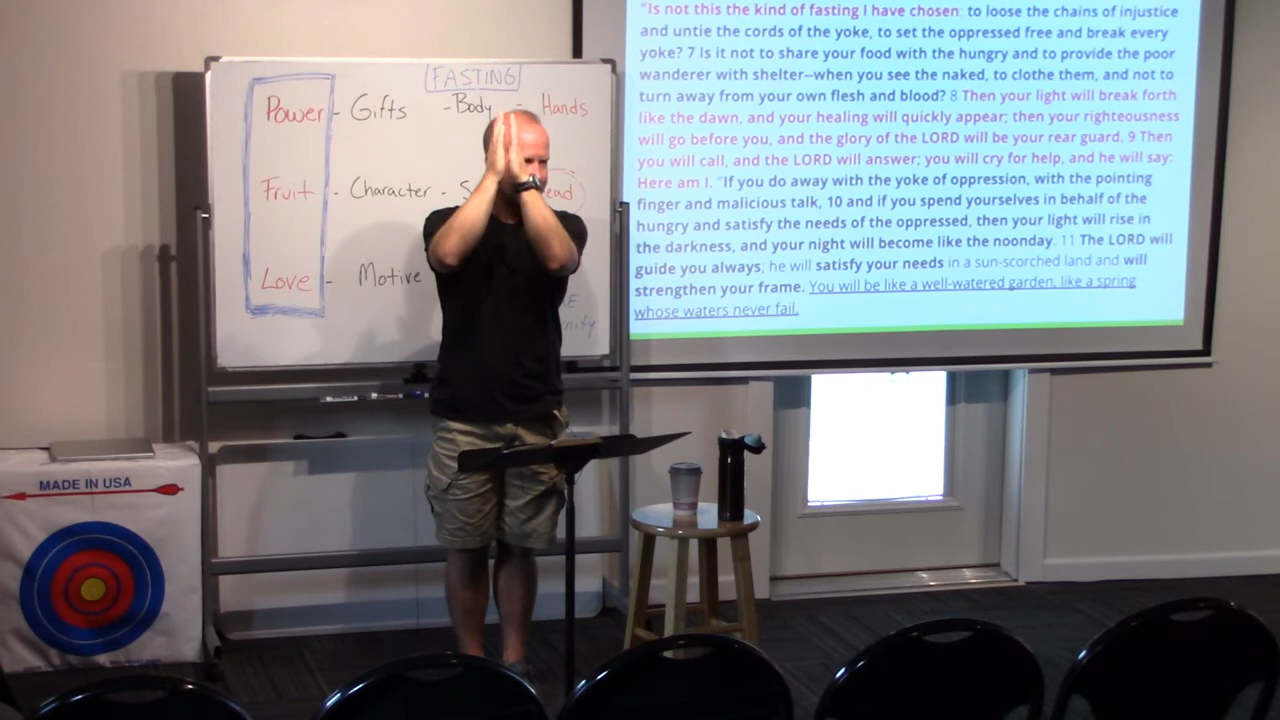 FASTING
Power - Gifts - Body - Hands
Fruit - Character -
Love - Motive
"Is not this the kind of fasting I have chosen: to loose the chains of injustice
and untie the cords of the yoke, to set the oppressed free and break every
yoke? 7 Is it not to share your food with the hungry and to provide the poor
wanderer with shelter--when you see the naked, to clothe them, and not to
turn away from your own flesh and blood? 8 Then your light will break forth
like the dawn, and your healing will quickly appear; then your righteousness
will go before you, and the glory of the LORD will be your rear guard. 9 Then
you will call, and the LORD will answer; you will cry for help, and he will say:
Here am I. "If you do away with the yoke of oppression, with the pointing
finger and malicious talk, 10 and if you spend yourselves in behalf of the
hungry and satisfy the needs of the oppressed, then your light will rise in
the darkness, and your night will become like the noonday. 11 The LORD will
guide you always; he will satisfy your needs in a sun-scorched land and will
strengthen your frame. You will be like a well-watered garden, like a spring
whose waters never fail.
MADE IN USA